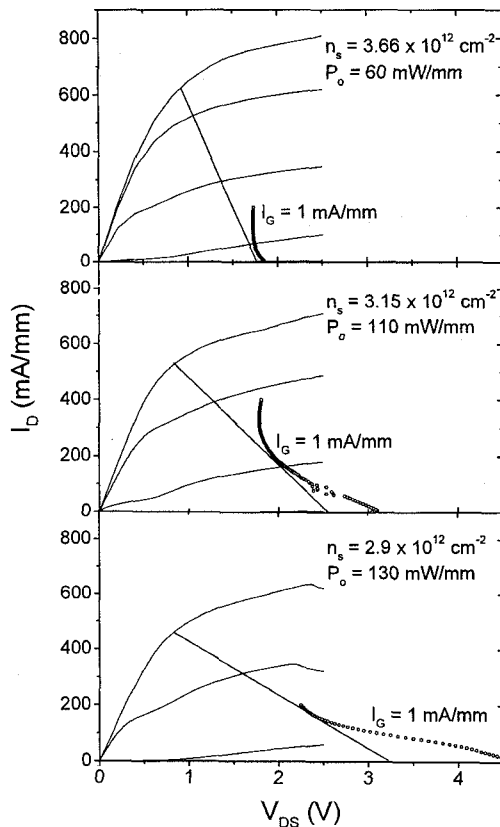 800
600
400
200
0
n_s = 3.66 x 10^12 cm^-2
P_o = 60 mW/mm
I_G = 1 mA/mm
800
600
400
200
0
n_s = 3.15 x 10^12 cm^-2
P_o = 110 mW/mm
I_G = 1 mA/mm
I_D (mA/mm)
800
600
400
200
0
n_s = 2.9 x 10^12 cm^-2
P_o = 130 mW/mm
I_G = 1 mA/mm
0 1 2 3 4
V_DS (V)